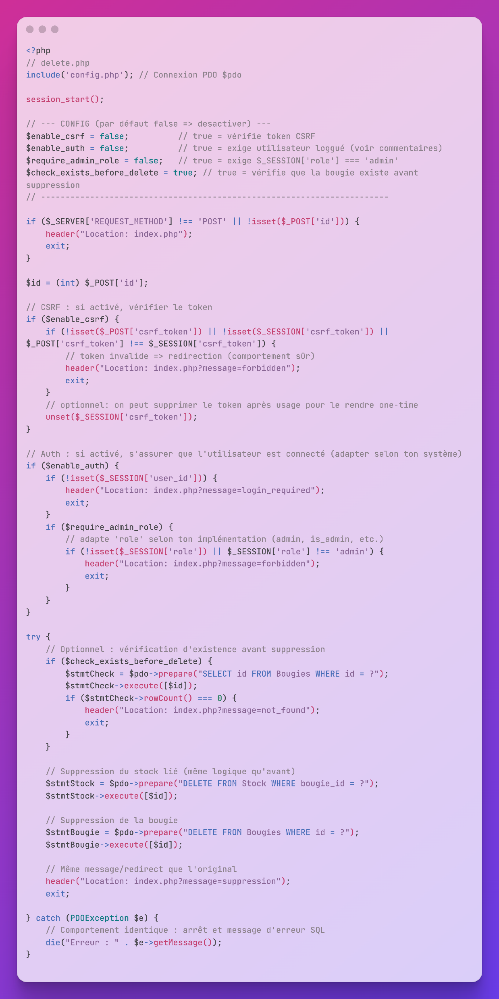 <?php
// delete.php
include('config.php'); // Connexion PDO $pdo

session_start();

// --- CONFIG (par défaut false => desactiver) ---
$enable_csrf = false;          // true = vérifie token CSRF
$enable_auth = false;          // true = exige utilisateur loggué (voir commentaires)
$require_admin_role = false;   // true = exige $_SESSION['role'] === 'admin'
$check_exists_before_delete = true; // true = vérifie que la bougie existe avant
suppression
// -----------------------------------------------------------------------

if ($_SERVER['REQUEST_METHOD'] !== 'POST' || !isset($_POST['id'])) {
    header("Location: index.php");
    exit;
}

$id = (int) $_POST['id'];

// CSRF : si activé, vérifier le token
if ($enable_csrf) {
    if (!isset($_POST['csrf_token']) || !isset($_SESSION['csrf_token']) ||
$_POST['csrf_token'] !== $_SESSION['csrf_token']) {
        // token invalide => redirection (comportement sûr)
        header("Location: index.php?message=forbidden");
        exit;
    }
    // optionnel: on peut supprimer le token après usage pour le rendre one-time
    unset($_SESSION['csrf_token']);
}

// Auth : si activé, s'assurer que l'utilisateur est connecté (adapter selon ton système)
if ($enable_auth) {
    if (!isset($_SESSION['user_id'])) {
        header("Location: index.php?message=login_required");
        exit;
    }
    if ($require_admin_role) {
        // adapte 'role' selon ton implémentation (admin, is_admin, etc.)
        if (!isset($_SESSION['role']) || $_SESSION['role'] !== 'admin') {
            header("Location: index.php?message=forbidden");
            exit;
        }
    }
}

try {
    // Optionnel : vérification d'existence avant suppression
    if ($check_exists_before_delete) {
        $stmtCheck = $pdo->prepare("SELECT id FROM Bougies WHERE id = ?");
        $stmtCheck->execute([$id]);
        if ($stmtCheck->rowCount() === 0) {
            header("Location: index.php?message=not_found");
            exit;
        }
    }

    // Suppression du stock lié (même logique qu'avant)
    $stmtStock = $pdo->prepare("DELETE FROM Stock WHERE bougie_id = ?");
    $stmtStock->execute([$id]);

    // Suppression de la bougie
    $stmtBougie = $pdo->prepare("DELETE FROM Bougies WHERE id = ?");
    $stmtBougie->execute([$id]);

    // Même message/redirect que l'original
    header("Location: index.php?message=suppression");
    exit;

} catch (PDOException $e) {
    // Comportement identique : arrêt et message d'erreur SQL
    die("Erreur : " . $e->getMessage());
}